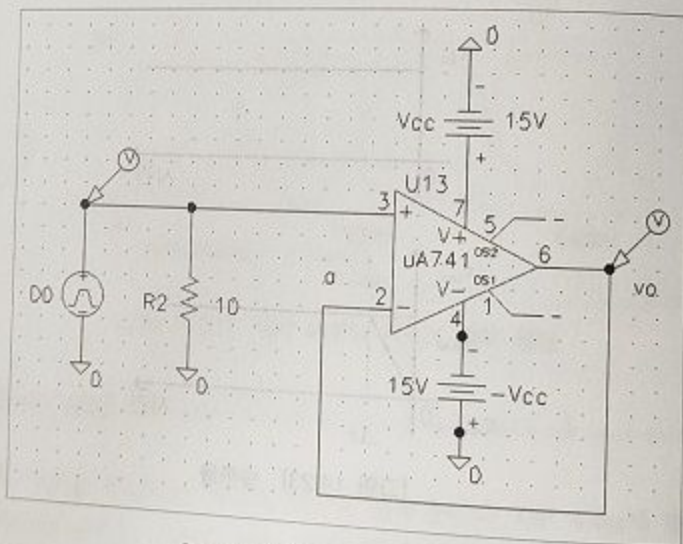 0
Vcc 15V
-
+
V
U13
3 + 7 5 -
V
V+ OS2
uA741 6
OS1
V-
2 - 4 1 -
a
vo
DO + -
R2 10
0 0
-
15V -Vcc
+
0